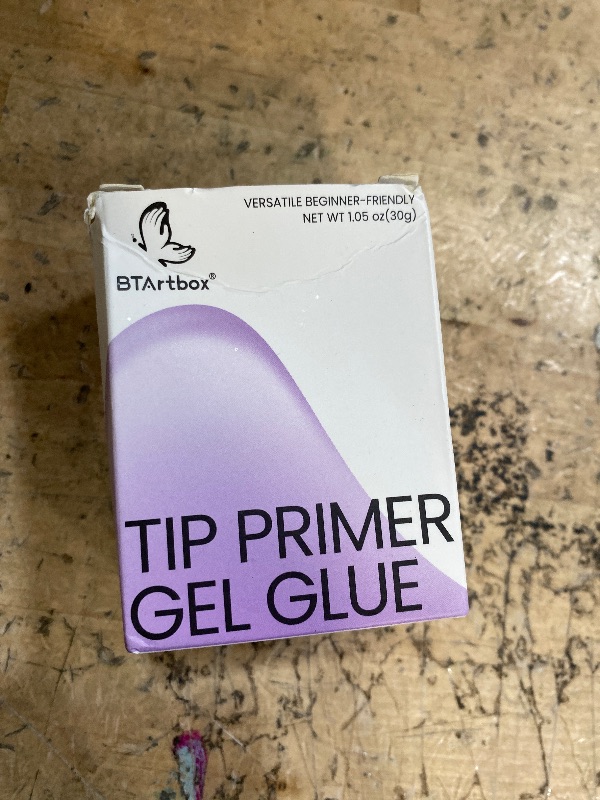 VERSATILE BEGINNER-FRIENDLY
NET WT 1.05 oz(30g)
BTArtbox®
TIP PRIMER
GEL GLUE